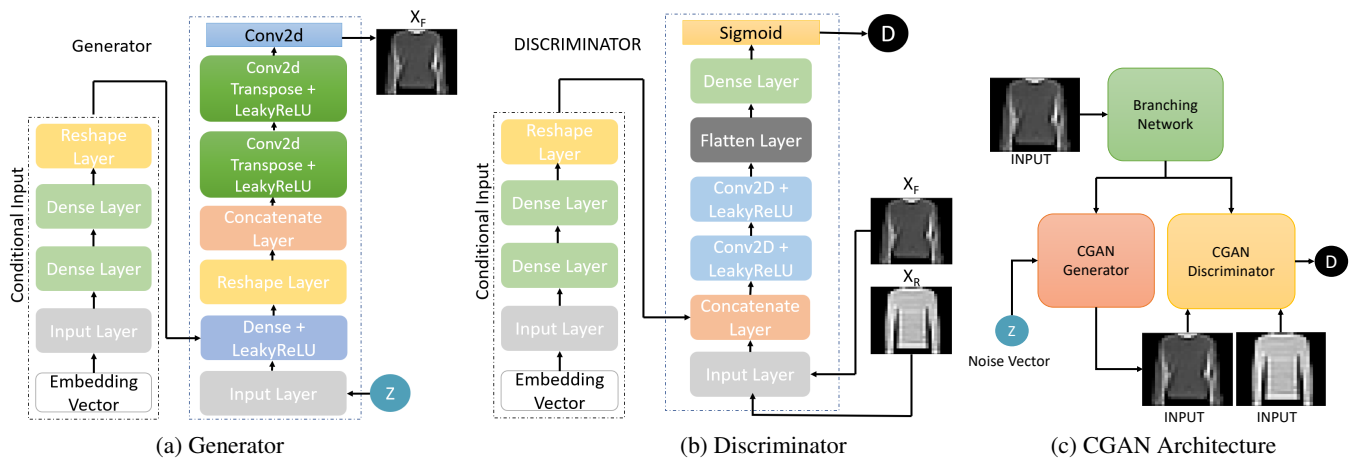 Generator
X_F
Conv2d
Conv2d
Transpose +
LeakyReLU
Conv2d
Transpose +
LeakyReLU
Concatenate
Layer
Reshape Layer
Dense +
LeakyReLU
Input Layer
Z
Conditional Input
Reshape
Layer
Dense Layer
Dense Layer
Input Layer
Embedding
Vector
(a) Generator
DISCRIMINATOR
Sigmoid
D
Dense Layer
Flatten Layer
Conv2D +
LeakyReLU
Conv2D +
LeakyReLU
Concatenate
Layer
Input Layer
X_F
X_R
Conditional Input
Reshape
Layer
Dense Layer
Dense Layer
Input Layer
Embedding
Vector
(b) Discriminator
INPUT
Branching
Network
CGAN
Generator
CGAN
Discriminator
D
Z
Noise Vector
INPUT
INPUT
(c) CGAN Architecture